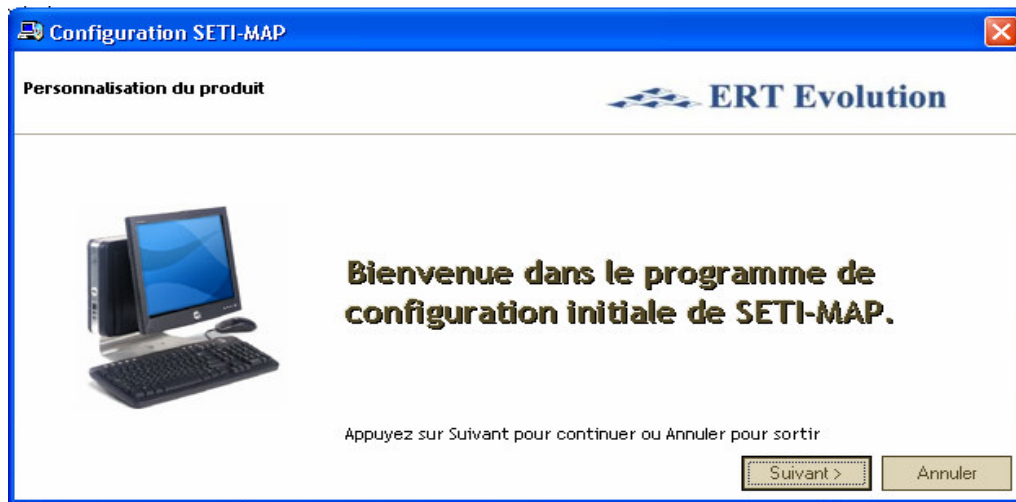 Configuration SETI-MAP
Personnalisation du produit
ERT Evolution
Bienvenue dans le programme de
configuration initiale de SETI-MAP.
Appuyez sur Suivant pour continuer ou Annuler pour sortir
Suivant >
Annuler